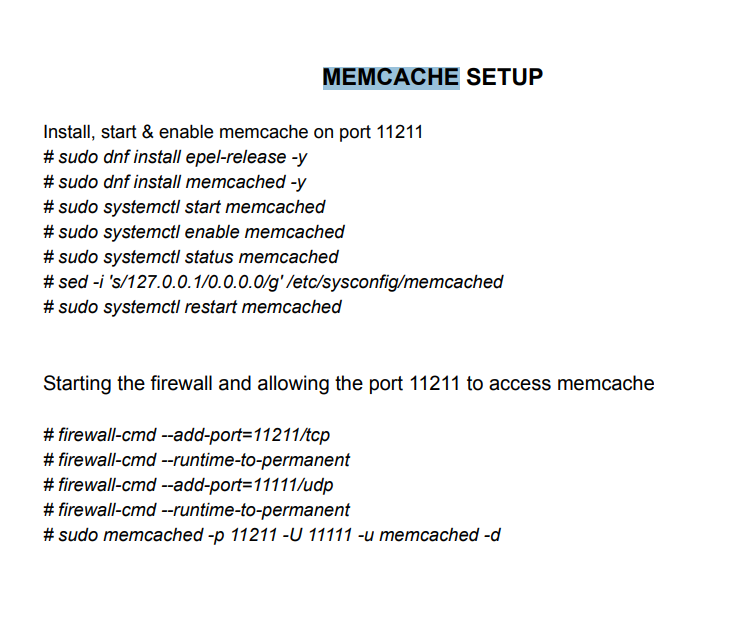 MEMCACHE SETUP
Install, start & enable memcache on port 11211
# sudo dnf install epel-release -y
# sudo dnf install memcached -y
# sudo systemctl start memcached
# sudo systemctl enable memcached
# sudo systemctl status memcached
# sed -i 's/127.0.0.1/0.0.0.0/g' /etc/sysconfig/memcached
# sudo systemctl restart memcached
Starting the firewall and allowing the port 11211 to access memcache
# firewall-cmd --add-port=11211/tcp
# firewall-cmd --runtime-to-permanent
# firewall-cmd --add-port=11111/udp
# firewall-cmd --runtime-to-permanent
# sudo memcached -p 11211 -U 11111 -u memcached -d